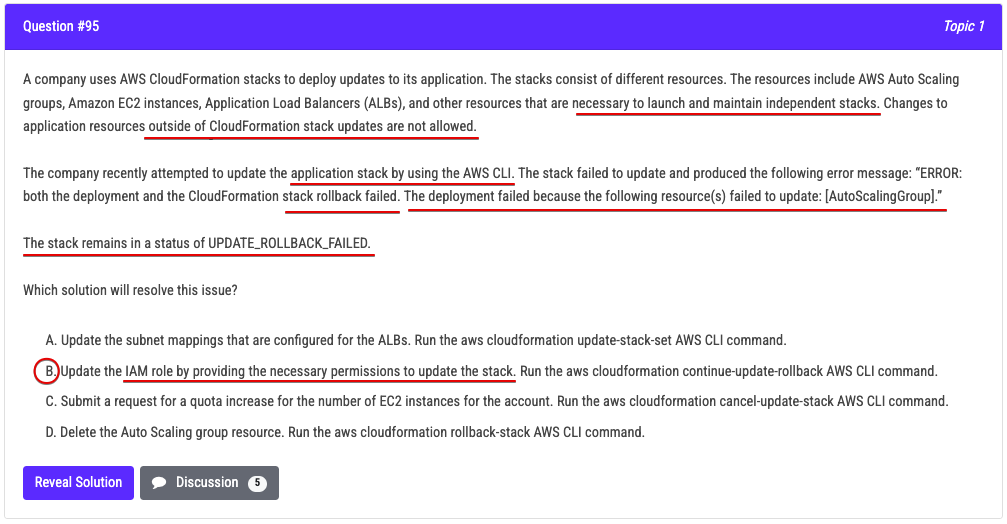 Question #95
Topic 1
A company uses AWS CloudFormation stacks to deploy updates to its application. The stacks consist of different resources. The resources include AWS Auto Scaling
groups, Amazon EC2 instances, Application Load Balancers (ALBs), and other resources that are necessary to launch and maintain independent stacks. Changes to
application resources outside of CloudFormation stack updates are not allowed.
The company recently attempted to update the application stack by using the AWS CLI. The stack failed to update and produced the following error message: “ERROR:
both the deployment and the CloudFormation stack rollback failed. The deployment failed because the following resource(s) failed to update: [AutoScalingGroup].”
The stack remains in a status of UPDATE_ROLLBACK_FAILED.
Which solution will resolve this issue?
A. Update the subnet mappings that are configured for the ALBs. Run the aws cloudformation update-stack-set AWS CLI command.
B. Update the IAM role by providing the necessary permissions to update the stack. Run the aws cloudformation continue-update-rollback AWS CLI command.
C. Submit a request for a quota increase for the number of EC2 instances for the account. Run the aws cloudformation cancel-update-stack AWS CLI command.
D. Delete the Auto Scaling group resource. Run the aws cloudformation rollback-stack AWS CLI command.
Reveal Solution
Discussion 5